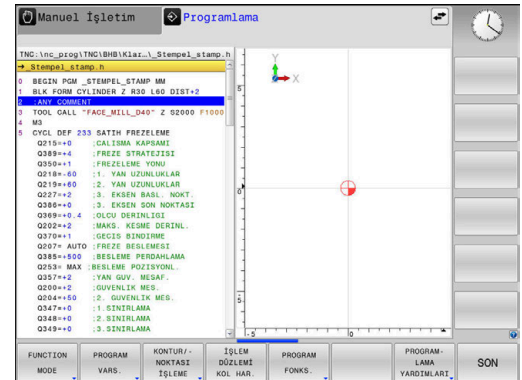 Manuel İşletim
Programlama
TNC:\nc_prog\TNC\BHB\Klar…\_Stempel_stamp.h
→_Stempel_stamp.h
0 BEGIN PGM _STEMPEL_STAMP MM
1 BLK FORM CYLINDER Z R30 L60 DIST+2
2 ;ANY COMMENT
3 TOOL CALL "FACE_MILL_D40" Z S2000 F1000
4 M3
5 CYCL DEF 233 SATIH FREZELEME
Q215=+0 ;CALISMA KAPSAMI
Q389=+4 ;FREZE STRATEJISI
Q350=+1 ;FREZELEME YONU
Q218=-60 ;1. YAN UZUNLUKLAR
Q219=+60 ;2. YAN UZUNLUKLAR
Q227=+2 ;3. EKSEN BASL. NOKT.
Q386=+0 ;3. EKSEN SON NOKTASI
Q369=+0.4 ;OLCU DERINLIGI
Q202=+2 ;MAKS. KESME DERINL.
Q370=+1 ;GECIS BINDIRME
Q207= AUTO ;FREZE BESLEMESI
Q385=+500 ;BESLEME PERDAHLAMA
Q253= MAX ;BESLEME POZISYONL.
Q357=+2 ;YAN GUV. MESAF.
Q200=+2 ;GUVENLIK MES.
Q204=+50 ;2. GUVENLIK MES.
Q347=+0 ;1.SINIRLAMA
Q348=+0 ;2.SINIRLAMA
Q349=+0 ;3.SINIRLAMA
Y
X
5
0
5
-5
0
FUNCTION MODE
PROGRAM VARS.
KONTUR/- NOKTASI İŞLEME
İŞLEM DÜZLEMİ KOL HAR.
PROGRAM FONKS.
PROGRAM- LAMA YARDIMLARI
SON